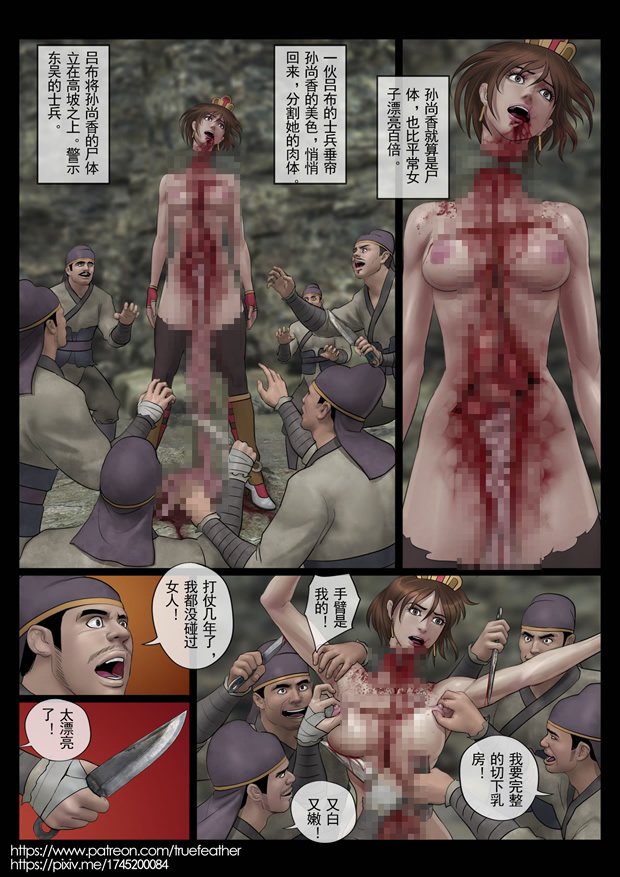 吕布将孙尚香的尸体
立在高坡之上。警示
东吴的士兵。
一伙吕布的士兵垂帘
孙尚香的美色，悄悄
回来，分割她的肉体。
孙尚香就算是尸
体，也比平常女
子漂亮百倍。
打仗几年了，
我都没碰过
女人！
太漂亮
了！
手臂是
我的！
我要完整
的切下乳
房！
又白
又嫩！
https://www.patreon.com/truefeather
https://pixiv.me/1745200084